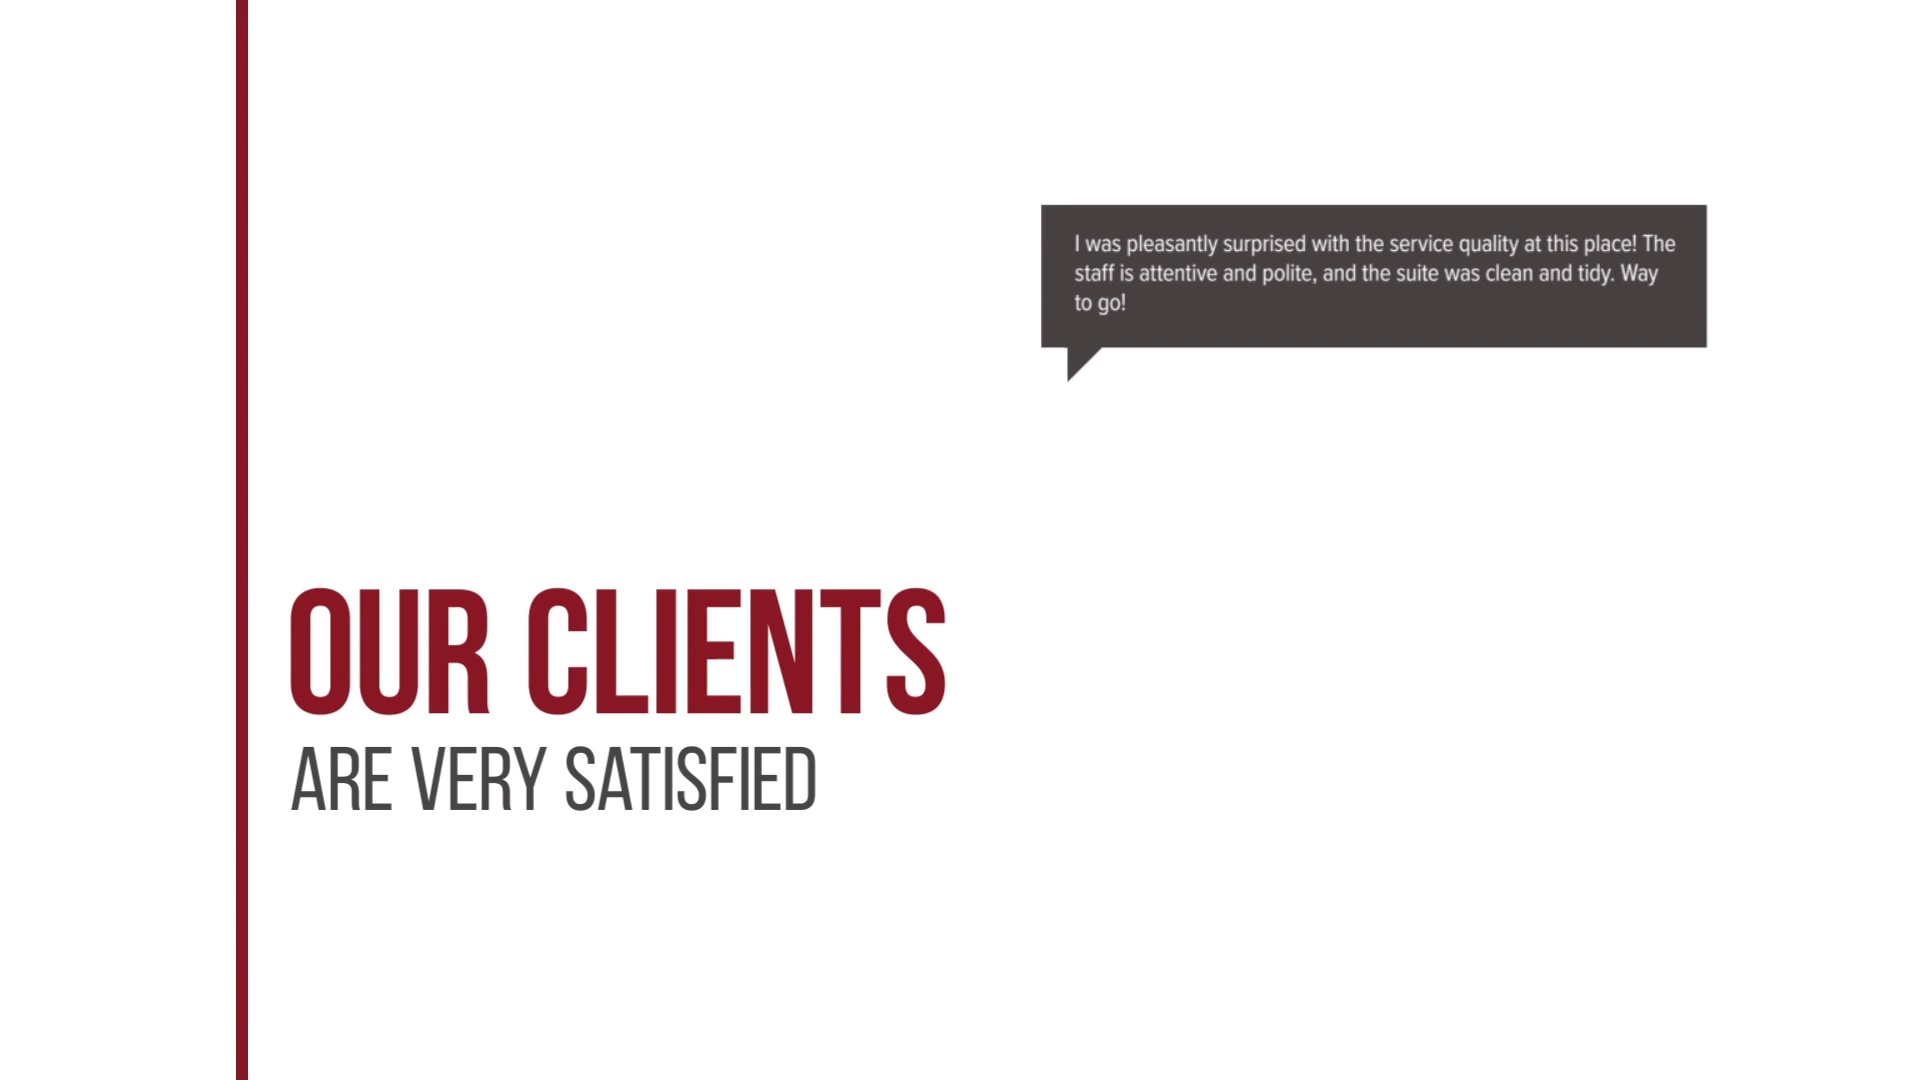 I was pleasantly surprised with the service quality at this place! The
staff is attentive and polite, and the suite was clean and tidy. Way
to go!
OUR CLIENTS
ARE VERY SATISFIED